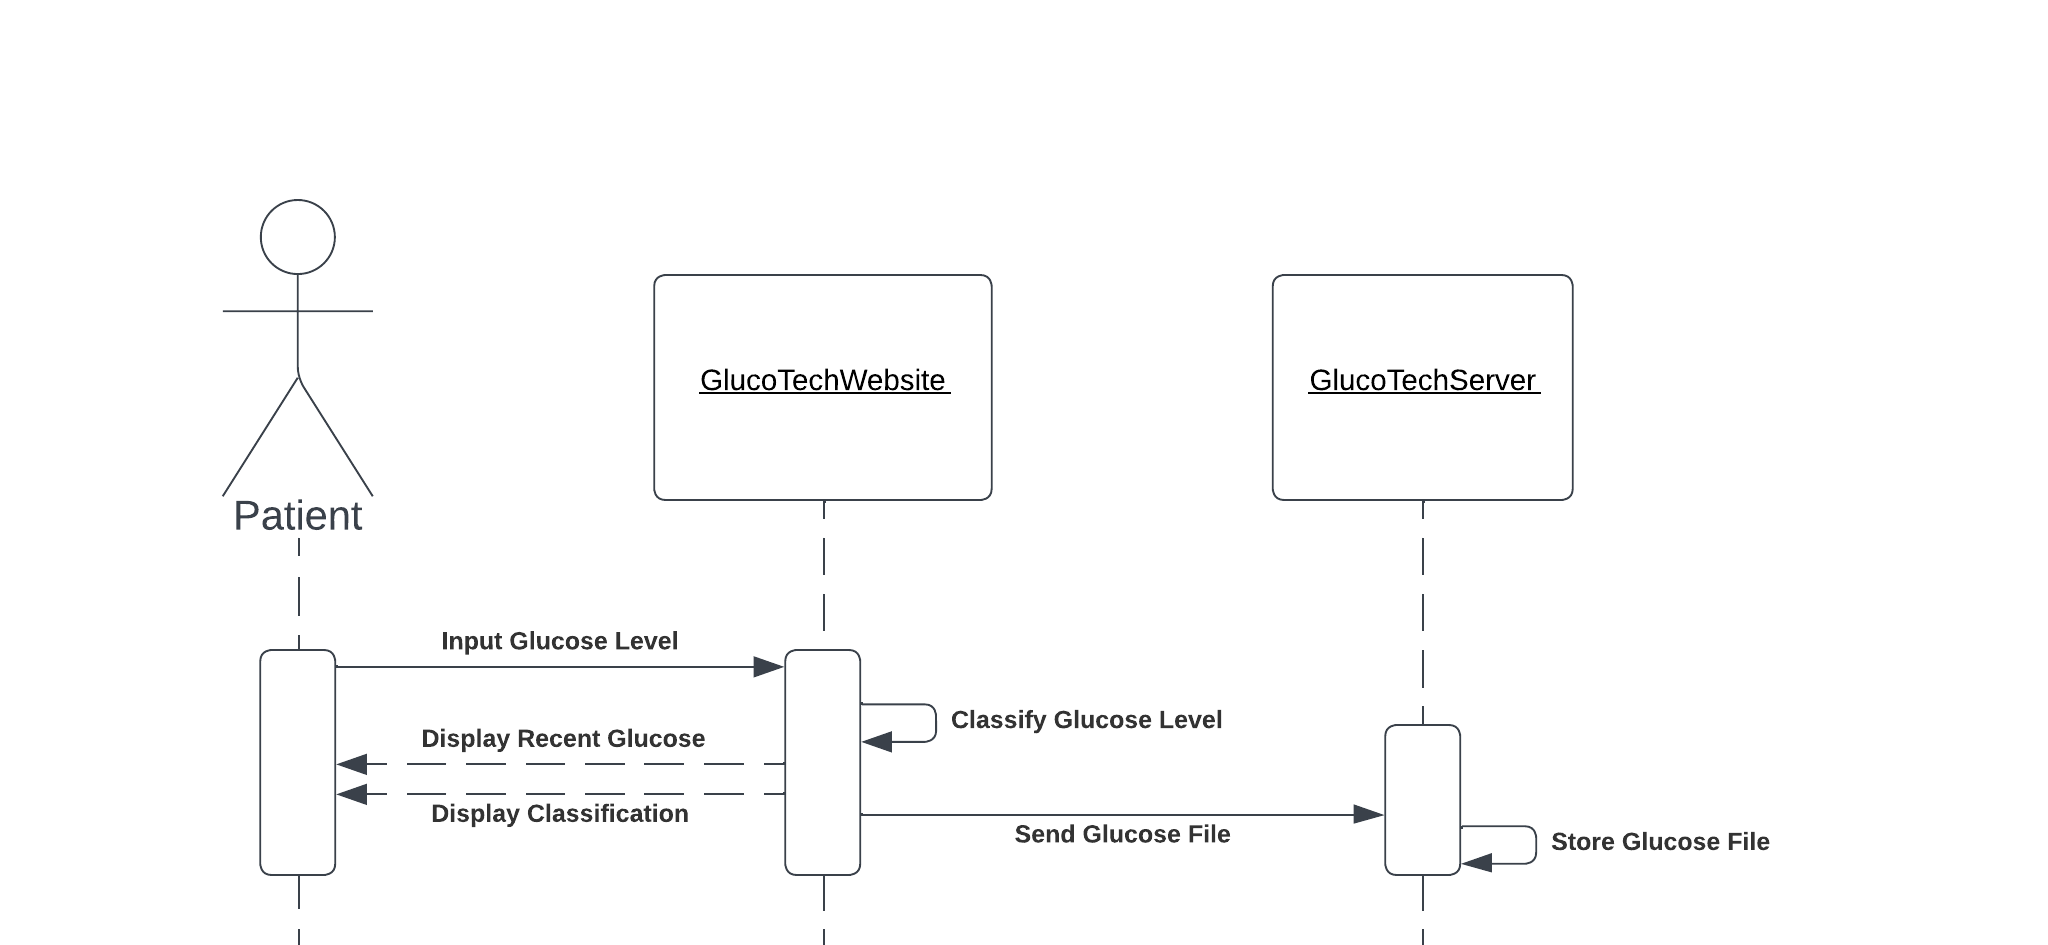 GlucoTechWebsite
GlucoTechServer
Patient
Input Glucose Level
Classify Glucose Level
Display Recent Glucose
Display Classification
Send Glucose File
Store Glucose File